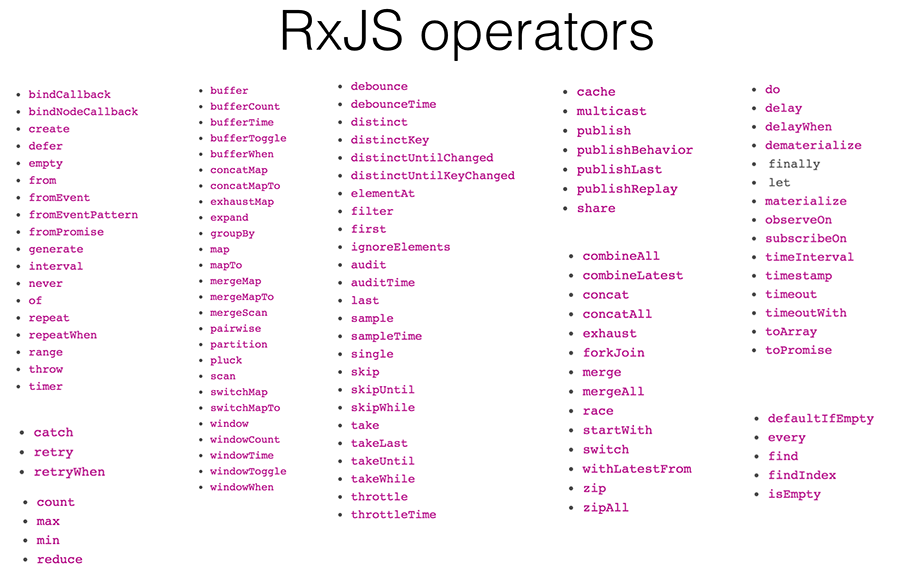 RxJS operators
bindCallback
bindNodeCallback
create
defer
empty
from
fromEvent
fromEventPattern
fromPromise
generate
interval
never
of
repeat
repeatWhen
range
throw
timer
catch
retry
retryWhen
count
max
min
reduce
buffer
bufferCount
bufferTime
bufferToggle
bufferWhen
concatMap
concatMapTo
exhaustMap
expand
groupBy
map
mapTo
mergeMap
mergeMapTo
mergeScan
pairwise
partition
pluck
scan
switchMap
switchMapTo
window
windowCount
windowTime
windowToggle
windowWhen
debounce
debounceTime
distinct
distinctKey
distinctUntilChanged
distinctUntilKeyChanged
elementAt
filter
first
ignoreElements
audit
auditTime
last
sample
sampleTime
single
skip
skipUntil
skipWhile
take
takeLast
takeUntil
takeWhile
throttle
throttleTime
cache
multicast
publish
publishBehavior
publishLast
publishReplay
share
combineAll
combineLatest
concat
concatAll
exhaust
forkJoin
merge
mergeAll
race
startWith
switch
withLatestFrom
zip
zipAll
do
delay
delayWhen
dematerialize
finally
let
materialize
observeOn
subscribeOn
timeInterval
timestamp
timeout
timeoutWith
toArray
toPromise
defaultIfEmpty
every
find
findIndex
isEmpty